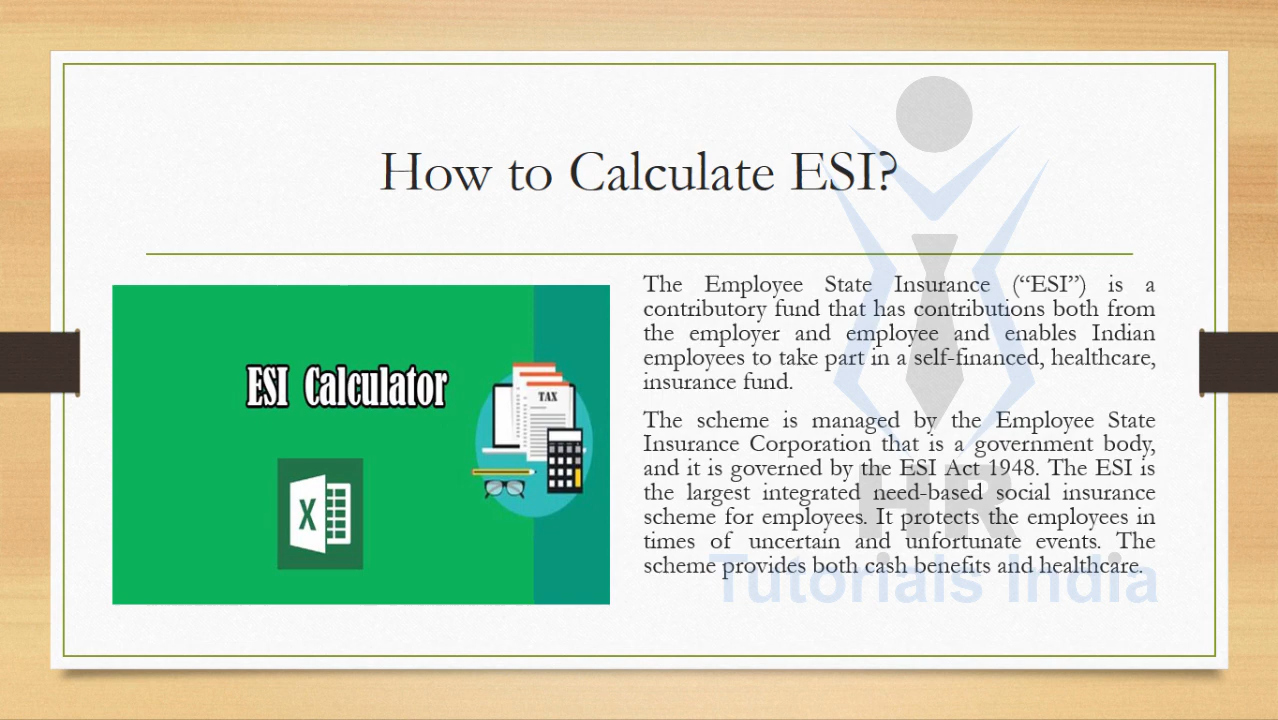 How to Calculate ESI?
ESI Calculator
TAX
X
The Employee State Insurance (“ESI”) is a
contributory fund that has contributions both from
the employer and employee and enables Indian
employees to take part in a self-financed, healthcare,
insurance fund.
The scheme is managed by the Employee State
Insurance Corporation that is a government body,
and it is governed by the ESI Act 1948. The ESI is
the largest integrated need-based social insurance
scheme for employees. It protects the employees in
times of uncertain and unfortunate events. The
scheme provides both cash benefits and healthcare.
HR
Tutorials India